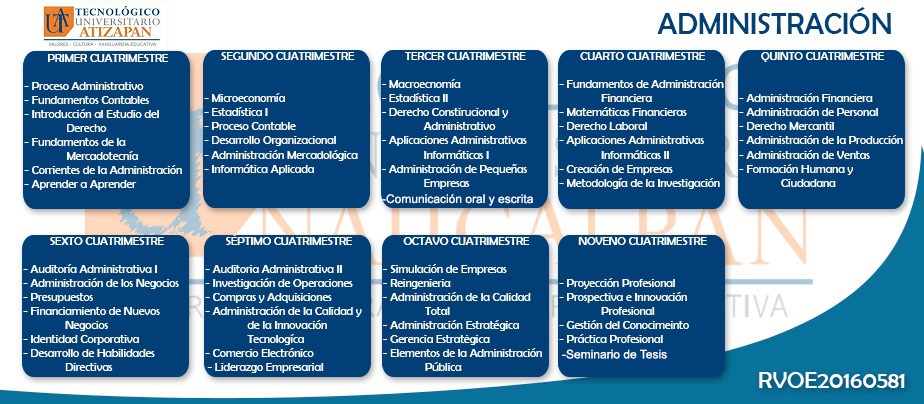 TECNOLÓGICO
UNIVERSITARIO
ATIZAPAN
VALORES - CULTURA - VANGUARDIA EDUCATIVA
ADMINISTRACIÓN
PRIMER CUATRIMESTRE
- Proceso Administrativo
- Fundamentos Contables
- Introducción al Estudio del
Derecho
- Fundamentos de la
Mercadotecnía
- Corrientes de la Administración
- Aprender a Aprender
SEGUNDO CUATRIMESTRE
- Microeconomía
- Estadística I
- Proceso Contable
- Desarrollo Organizacional
- Administración Mercadológica
- Informática Aplicada
TERCER CUATRIMESTRE
- Macroecnomía
- Estadística II
- Derecho Constirucional y
Administrativo
- Aplicaciones Administrativas
Informáticas I
- Administración de Pequeñas
Empresas
-Comunicación oral y escrita
CUARTO CUATRIMESTRE
- Fundamentos de Administración
Financiera
- Matemáticas Financieras
- Derecho Laboral
- Aplicaciones Administrativas
Informáticas II
- Creación de Empresas
- Metodología de la Investigación
QUINTO CUATRIMESTRE
- Administración Financiera
- Administración de Personal
- Derecho Mercantil
- Administración de la Producción
- Administración de Ventas
- Formación Humana y
Ciudadana
SEXTO CUATRIMESTRE
- Auditoría Administrativa I
- Administración de los Negocios
- Presupuestos
- Financiamiento de Nuevos
Negocios
- Identidad Corporativa
- Desarrollo de Habilidades
Directivas
SÉPTIMO CUATRIMESTRE
- Auditoria Administrativa II
- Investigación de Operaciones
- Compras y Adquisiciones
- Administración de la Calidad y
de la Innovación
Tecnologíca
- Comercio Electrónico
- Liderazgo Empresarial
OCTAVO CUATRIMESTRE
- Simulación de Empresas
- Reingenieria
- Administración de la Calidad
Total
- Administración Estratégica
- Gerencia Estratégica
- Elementos de la Administración
Pública
NOVENO CUATRIMESTRE
- Proyección Profesional
- Prospectiva e Innovación
Profesional
- Gestión del Conocimeinto
- Práctica Profesional
-Seminario de Tesis
RVOE20160581